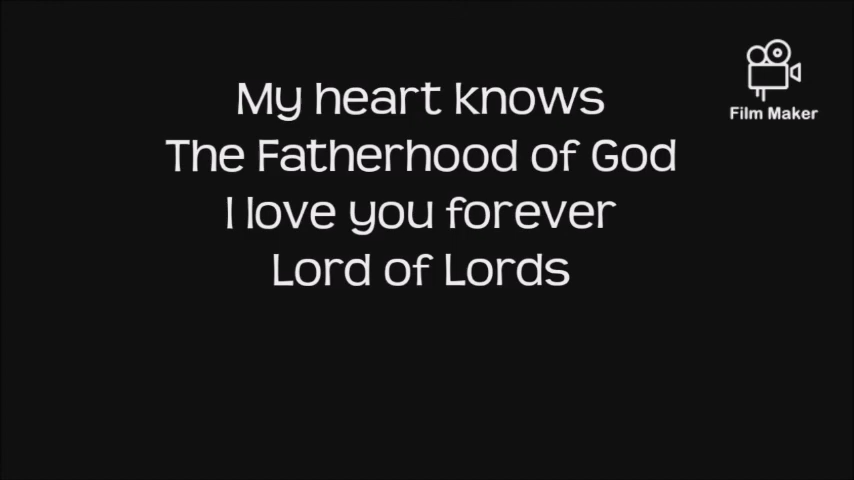 My heart knows
The Fatherhood of God
I love you forever
Lord of Lords
Film Maker